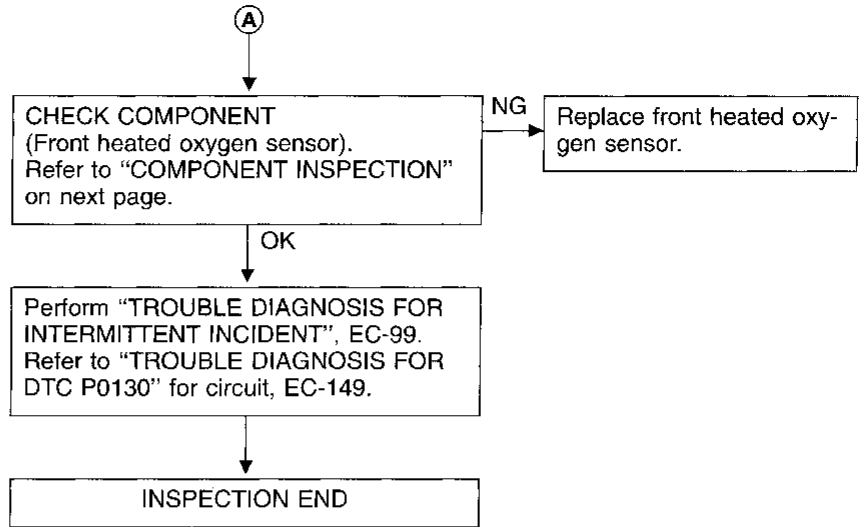 A
CHECK COMPONENT
(Front heated oxygen sensor).
Refer to “COMPONENT INSPECTION”
on next page.
NG
Replace front heated oxy-
gen sensor.
OK
Perform “TROUBLE DIAGNOSIS FOR
INTERMITTENT INCIDENT”, EC-99.
Refer to “TROUBLE DIAGNOSIS FOR
DTC P0130” for circuit, EC-149.
INSPECTION END